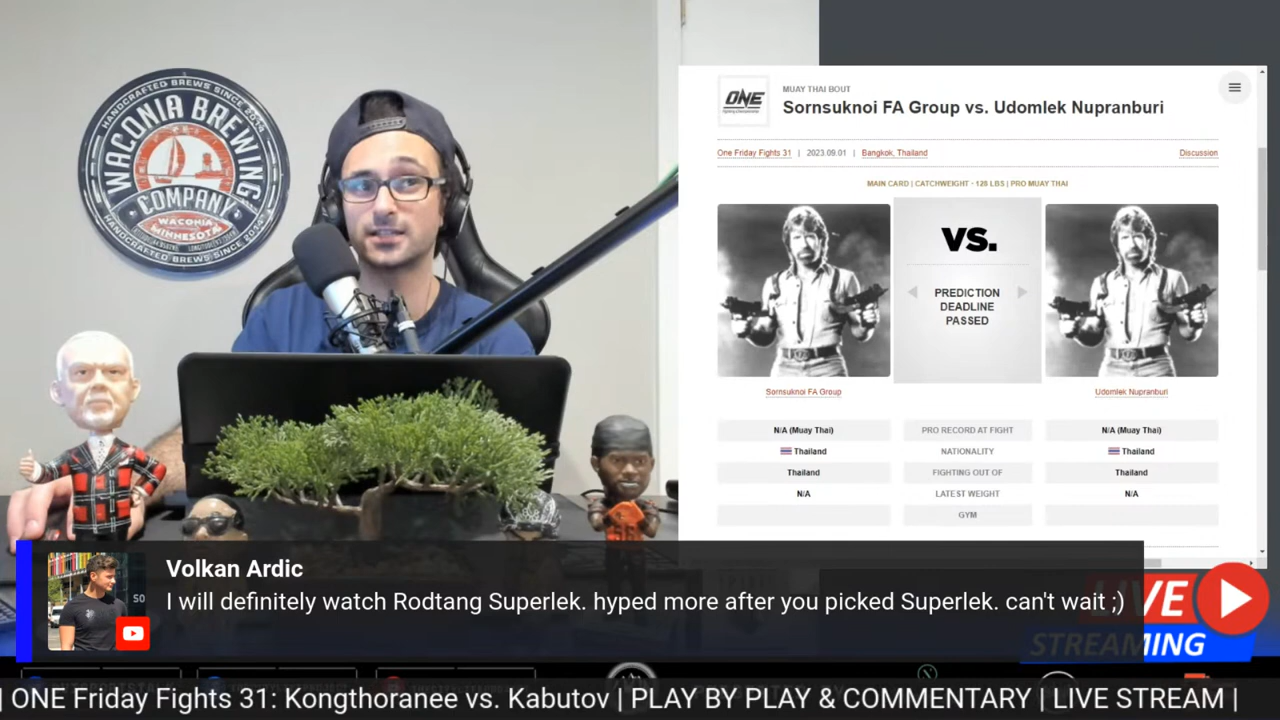 HANDCRAFTED BREWS SINCE 2014
WACONIA BREWING
COMPANY
WACONIA
MINNESOTA
HANDCRAFTED BREWS SINCE 2014
ONE
MUAY THAI BOUT
Sornsuknoi FA Group vs. Udomlek Nupranburi
One Friday Fights 31 | 2023.09.01 | Bangkok, Thailand Discussion
MAIN CARD | CATCHWEIGHT - 128 LBS | PRO MUAY THAI
VS.
PREDICTION
DEADLINE
PASSED
Sornsuknoi FA Group Udomlek Nupranburi
N/A (Muay Thai) PRO RECORD AT FIGHT N/A (Muay Thai)
Thailand NATIONALITY Thailand
Thailand FIGHTING OUT OF Thailand
N/A LATEST WEIGHT N/A
GYM
Volkan Ardic
I will definitely watch Rodtang Superlek. hyped more after you picked Superlek. can't wait ;)
SO
LIVE
STREAMING
| ONE Friday Fights 31: Kongthoranee vs. Kabutov | PLAY BY PLAY & COMMENTARY | LIVE STREAM |